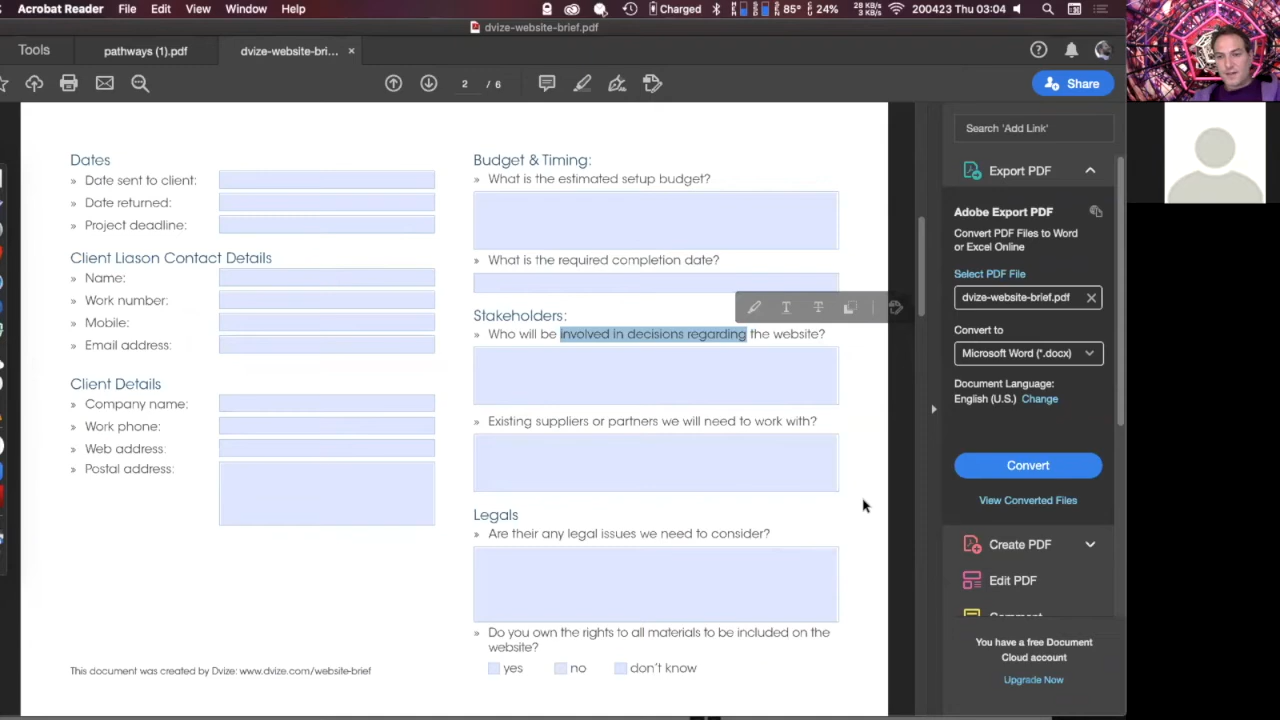 Acrobat Reader File Edit View Window Help Charged 85° 24% 28 KB/s 3 KB/s 200423 Thu 03:04
dvize-website-brief.pdf
Tools pathways (1).pdf dvize-website-bri... ×
2 / 6 Share
Dates
» Date sent to client:
» Date returned:
» Project deadline:
Client Liason Contact Details
» Name:
» Work number:
» Mobile:
» Email address:
Client Details
» Company name:
» Work phone:
» Web address:
» Postal address:
This document was created by Dvize: www.dvize.com/website-brief
Budget & Timing:
» What is the estimated setup budget?
» What is the required completion date?
Stakeholders:
» Who will be involved in decisions regarding the website?
» Existing suppliers or partners we will need to work with?
Legals
» Are their any legal issues we need to consider?
» Do you own the rights to all materials to be included on the
website?
yes no don't know
Search 'Add Link'
Export PDF
Adobe Export PDF
Convert PDF Files to Word
or Excel Online
Select PDF File
dvize-website-brief.pdf
Convert to
Microsoft Word (*.docx)
Document Language:
English (U.S.) Change
Convert
View Converted Files
Create PDF
Edit PDF
You have a free Document
Cloud account
Upgrade Now